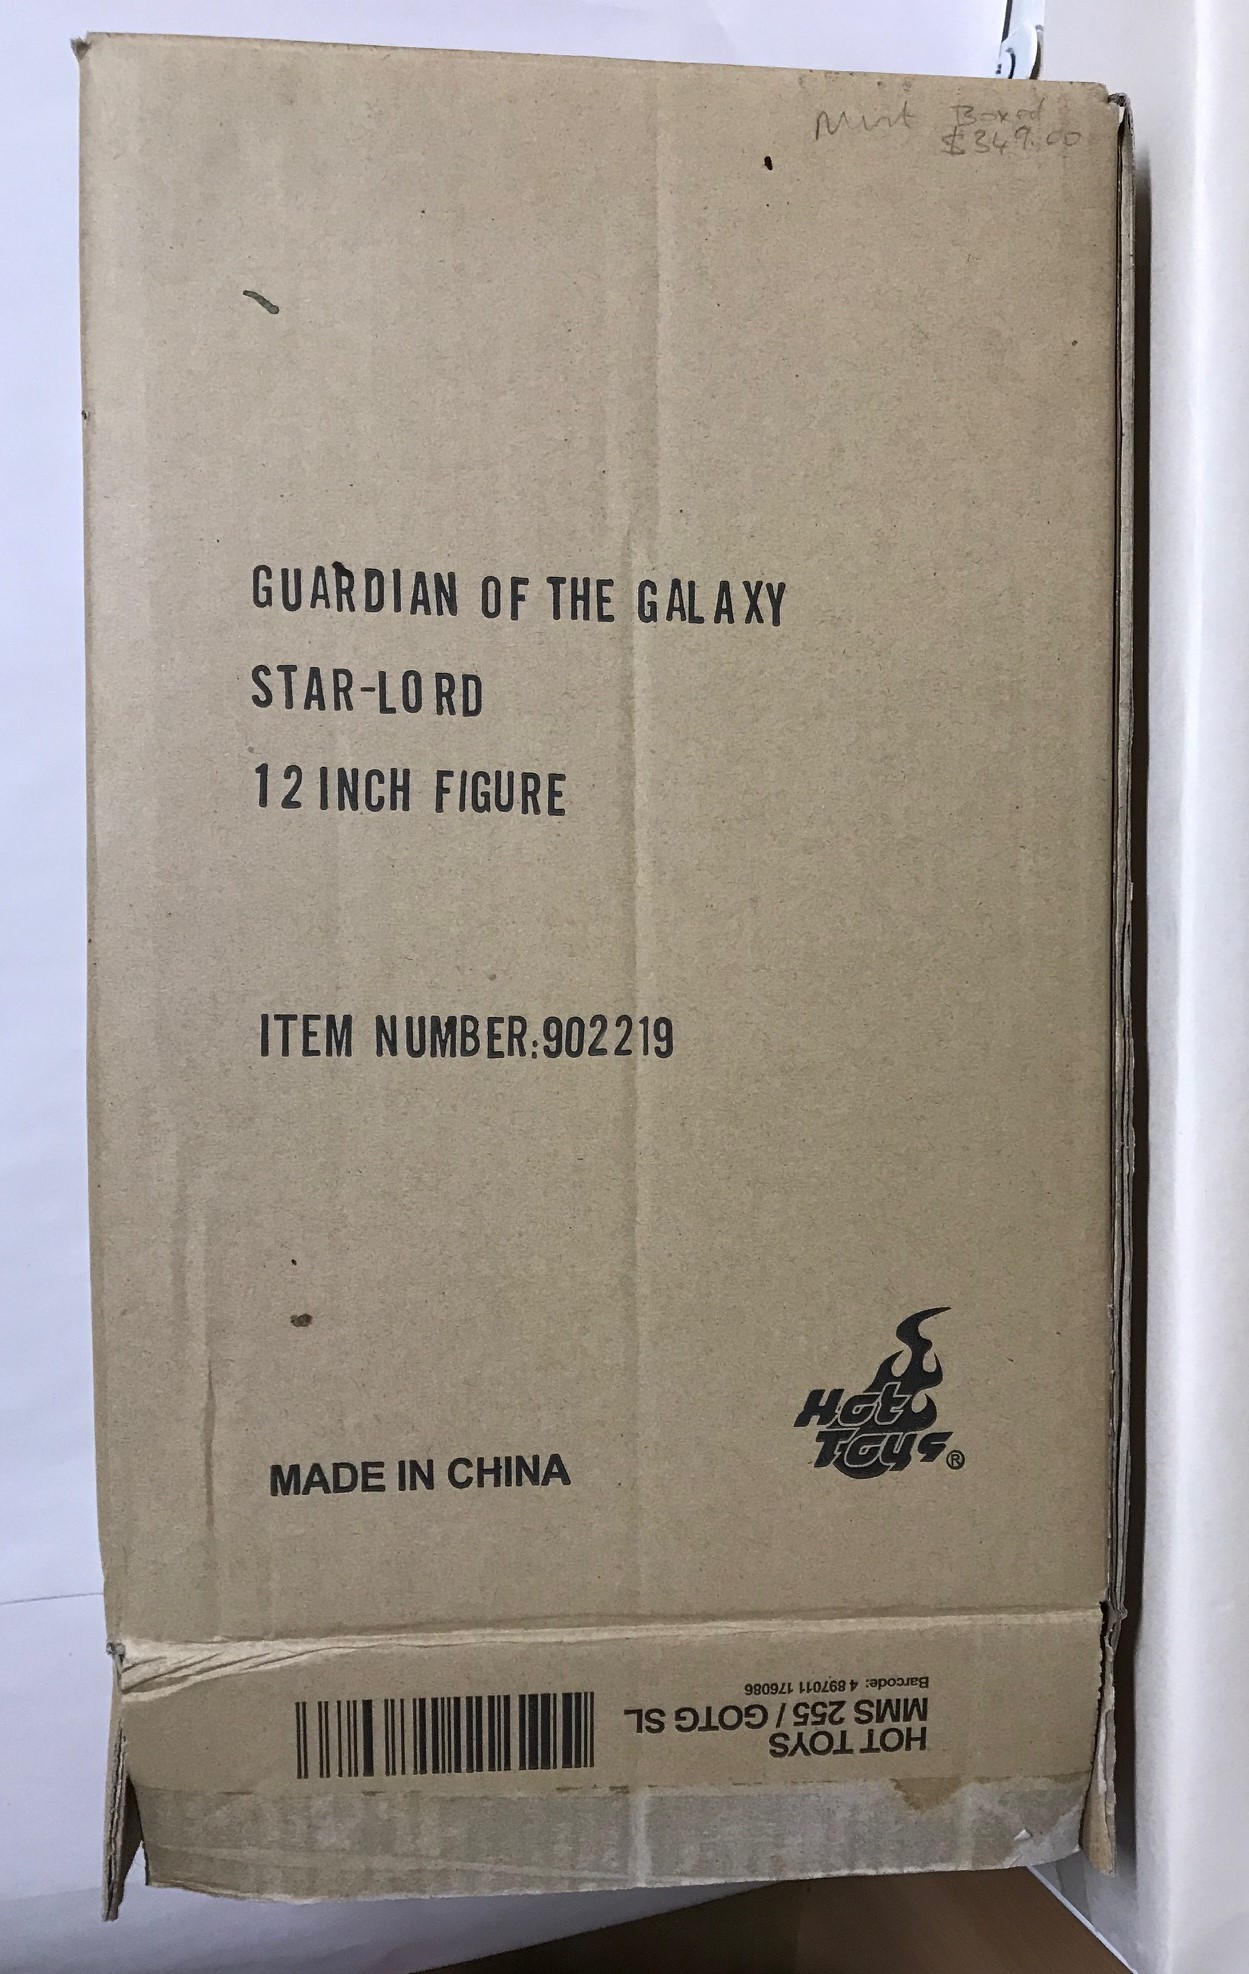 Mint Boxed
$349.00
GUARDIAN OF THE GALAXY
STAR-LORD
12 INCH FIGURE
ITEM NUMBER:902219
Hot
Toys®
MADE IN CHINA
HOT TOYS
MMS 255 / GOTG SL
Barcode: 4 897011 176086